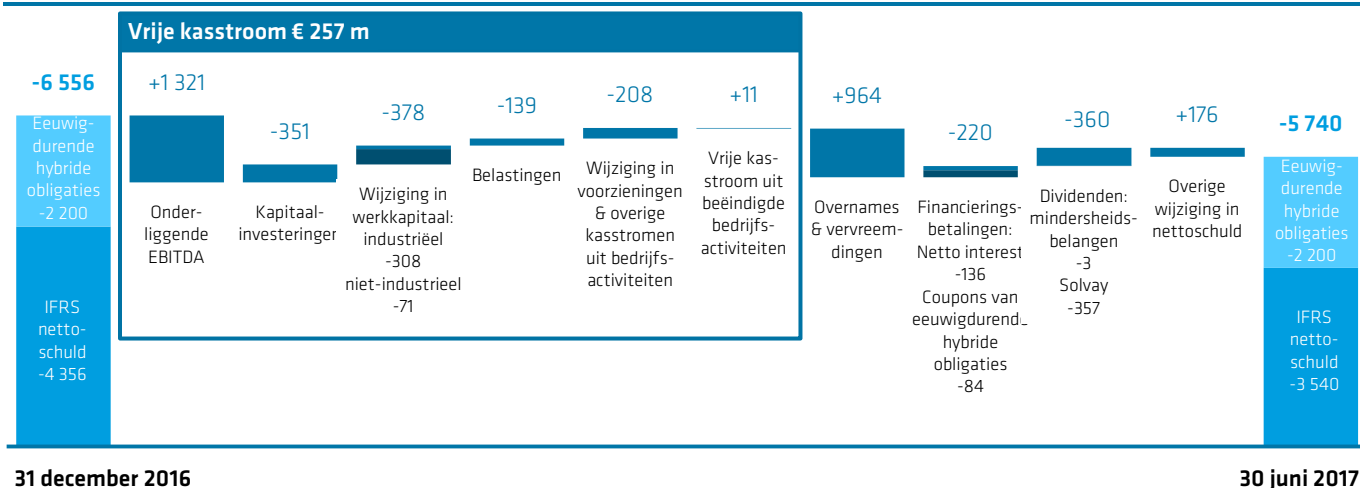 Vrije kasstroom € 257 m
-6 556
Eeuwig-
durende
hybride
obligaties
-2 200
IFRS
netto-
schuld
-4 356
+1 321
Onder-
liggende
EBITDA
-351
Kapitaal-
investeringen
-378
Wijziging in
werkkapitaal:
industriëel
-308
niet-industrieel
-71
-139
Belastingen
-208
Wijziging in
voorzieningen
& overige
kasstromen
uit bedrijfs-
activiteiten
+11
Vrije kas-
stroom uit
beëindigde
bedrijfs-
activiteiten
+964
Overnames
& vervreem-
dingen
-220
Financierings-
betalingen:
Netto interest
-136
Coupons van
eeuwigdurende
hybride
obligaties
-84
-360
Dividenden:
mindersheids-
belangen
-3
Solvay
-357
+176
Overige
wijziging in
nettoschuld
-5 740
Eeuwig-
durende
hybride
obligaties
-2 200
IFRS
netto-
schuld
-3 540
31 december 2016
30 juni 2017